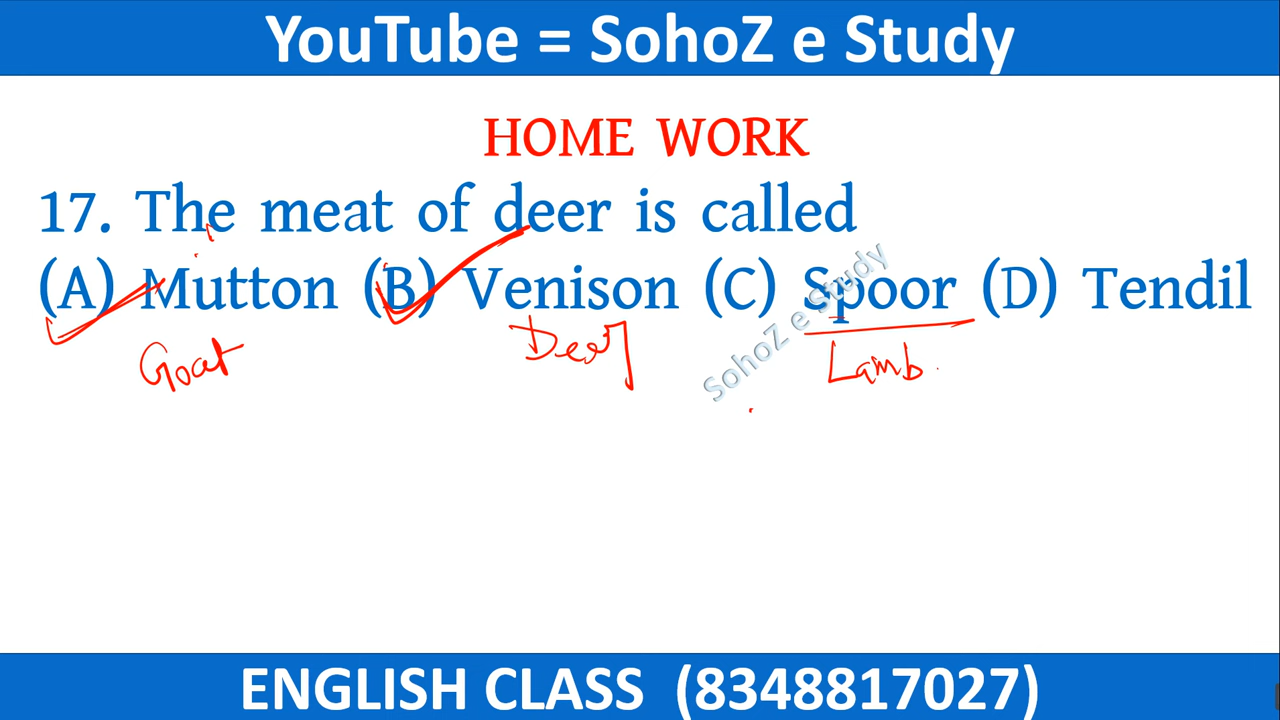 YouTube = SohoZ e Study
HOME WORK
17. The meat of deer is called
(A) Mutton (B) Venison (C) Spoor (D) Tendil
Goat Deer Lamb
SohoZ e Study
ENGLISH CLASS (8348817027)